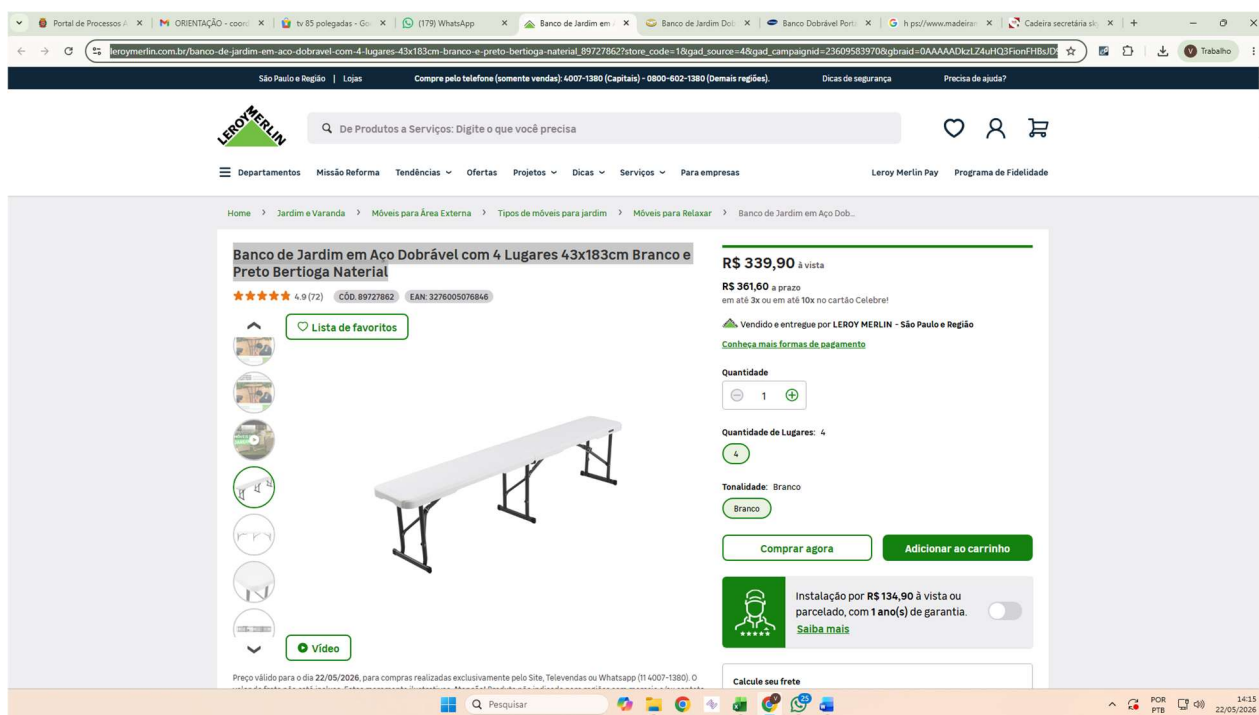 Portal de Processos A
ORIENTAÇÃO - coord
tv 85 polegadas - Go
(179) WhatsApp
Banco de Jardim em
Banco de Jardim Dob
Banco Dobrável Port
h ps://www.madeiran
Cadeira secretária sk
leroymerlin.com.br/banco-de-jardim-em-aco-dobravel-com-4-lugares-43x183cm-branco-e-preto-bertioga-naterial_89727862?store_code=1&gad_source=4&gad_campaignid=23609583970&gbraid=0AAAAADkzLZ4uHQ3FionFHBsJD
Trabalho
São Paulo e Região | Lojas
Compre pelo telefone (somente vendas): 4007-1380 (Capitais) - 0800-602-1380 (Demais regiões).
Dicas de segurança
Precisa de ajuda?
LEROY MERLIN
De Produtos a Serviços: Digite o que você precisa
Departamentos Missão Reforma Tendências Ofertas Projetos Dicas Serviços Para empresas Leroy Merlin Pay Programa de Fidelidade
Home > Jardim e Varanda > Móveis para Área Externa > Tipos de móveis para jardim > Móveis para Relaxar > Banco de Jardim em Aço Dob...
Banco de Jardim em Aço Dobrável com 4 Lugares 43x183cm Branco e
Preto Bertioga Naterial
4.9 (72) CÓD. 89727862 EAN: 3276005076846
Lista de favoritos
Vídeo
Preço válido para o dia 22/05/2026, para compras realizadas exclusivamente pelo Site, Televendas ou Whatsapp (11 4007-1380). O
R$ 339,90 à vista
R$ 361,60 a prazo
em até 3x ou em até 10x no cartão Celebre!
Vendido e entregue por LEROY MERLIN - São Paulo e Região
Conheça mais formas de pagamento
Quantidade
1
Quantidade de Lugares: 4
4
Tonalidade: Branco
Branco
Comprar agora
Adicionar ao carrinho
Instalação por R$ 134,90 à vista ou
parcelado, com 1 ano(s) de garantia.
Saiba mais
Calcule seu frete
Pesquisar
25
POR
PTB
14:15
22/05/2026